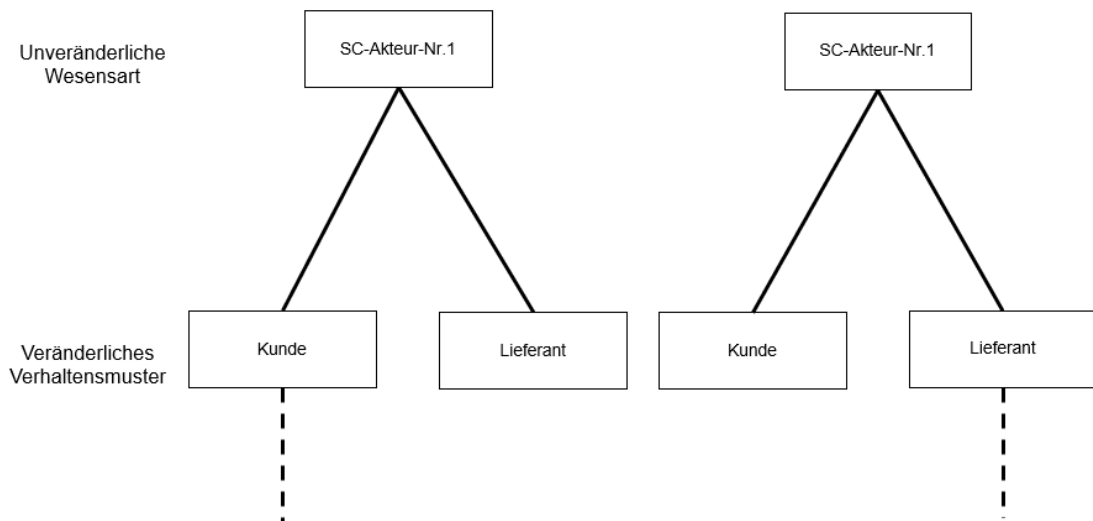 Unveränderliche
Wesensart
SC-Akteur-Nr.1
SC-Akteur-Nr.1
Veränderliches
Verhaltensmuster
Kunde
Lieferant
Kunde
Lieferant